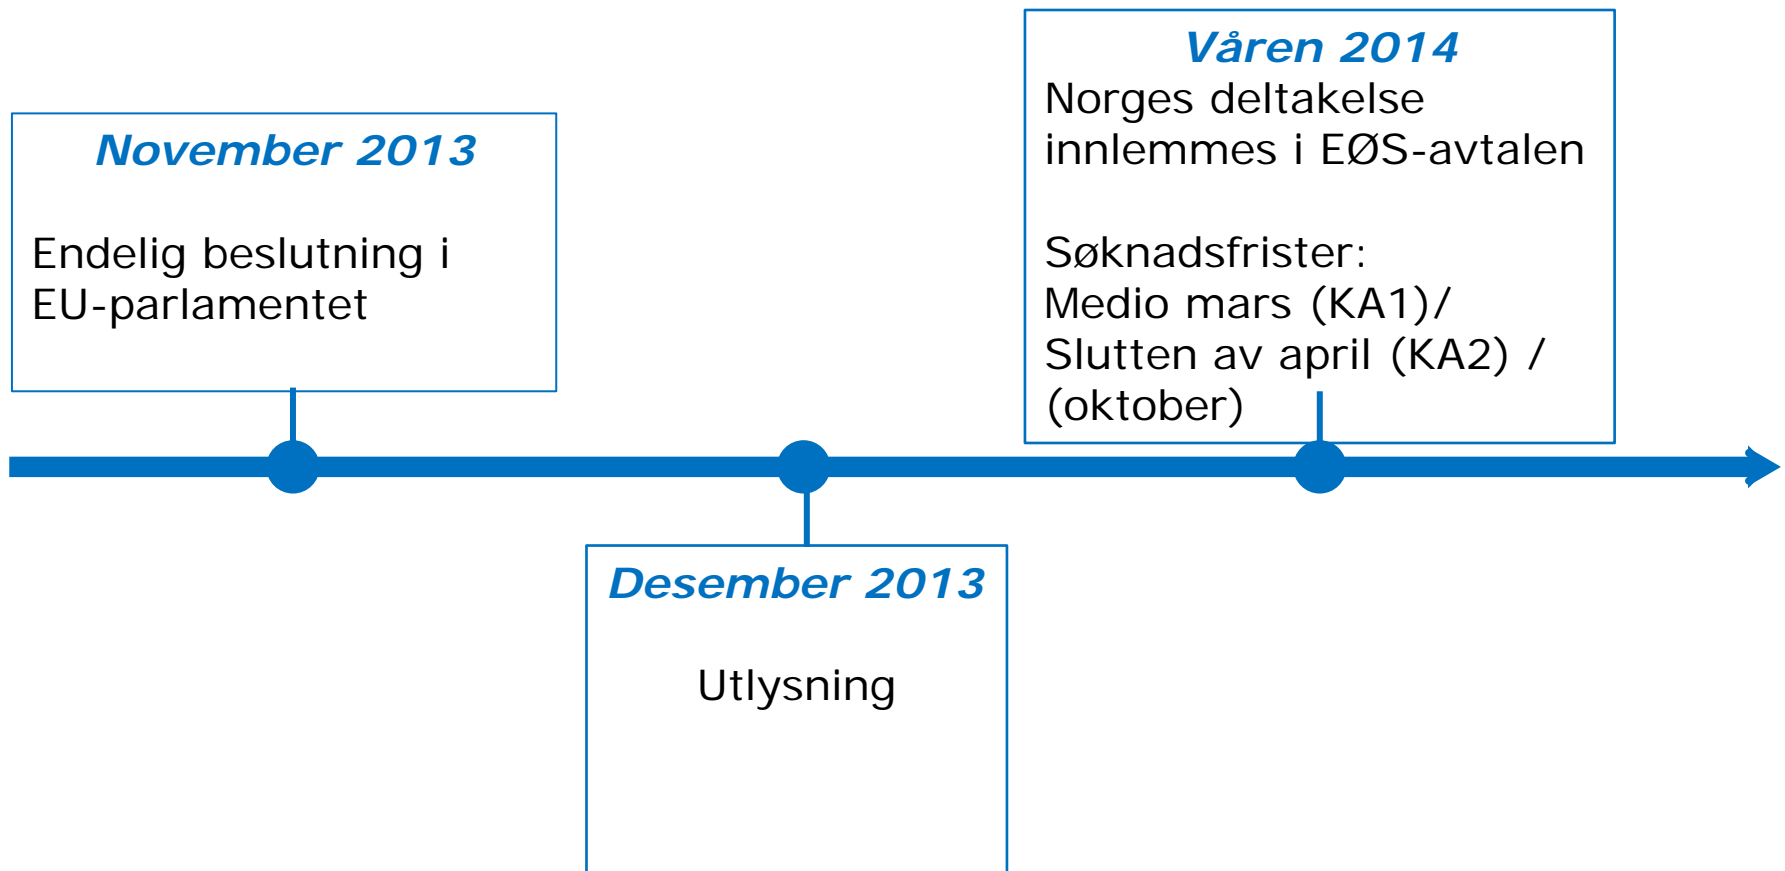 November 2013
Endelig beslutning i
EU-parlamentet
Desember 2013
Utlysning
Våren 2014
Norges deltakelse
innlemmes i EØS-avtalen
Søknadsfrister:
Medio mars (KA1)/
Slutten av april (KA2) /
(oktober)